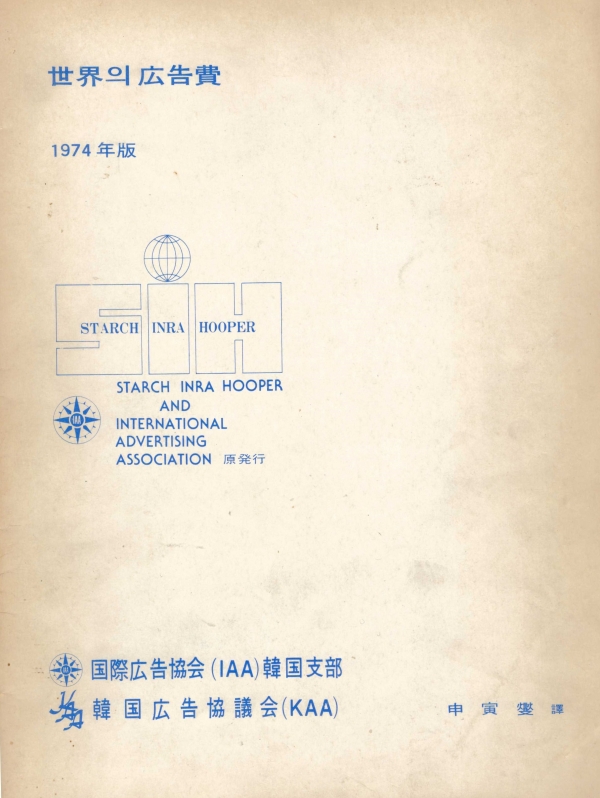 世界의 広告費
1974 年版
STARCH INRA HOOPER
STARCH INRA HOOPER
AND
IAA
INTERNATIONAL
ADVERTISING
ASSOCIATION 原発行
国際広告協会(IAA)韓国支部
韓国広告協議会(KAA)
申寅燮 譯